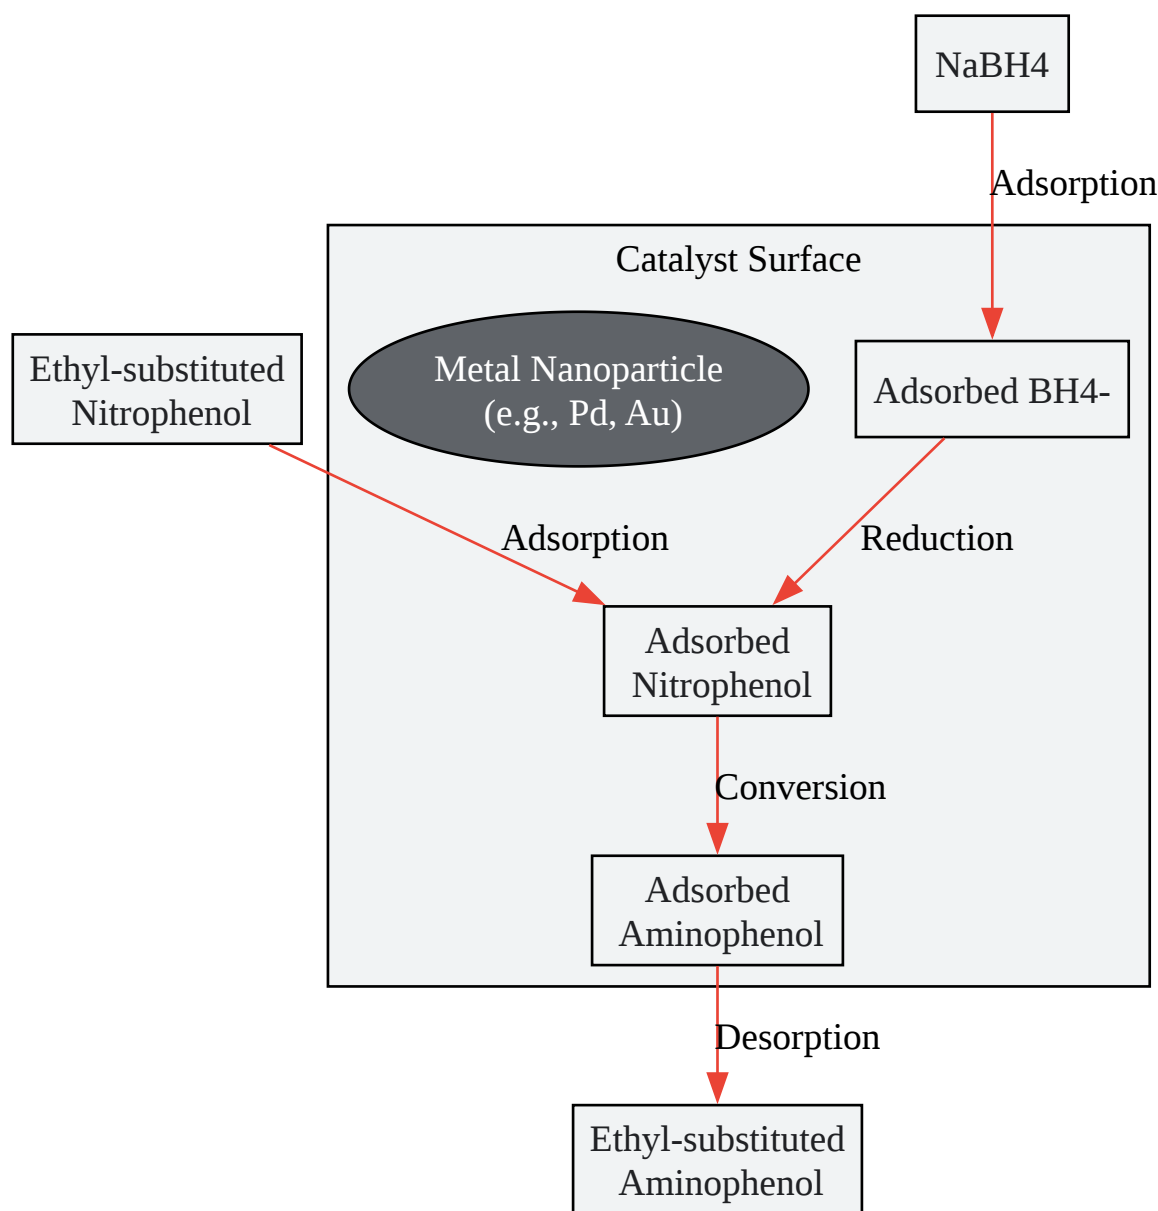 NaBH4
Adsorption
Catalyst Surface
Ethyl-substituted
Nitrophenol
Metal Nanoparticle
(e.g., Pd, Au)
Adsorbed BH4-
Adsorption
Reduction
Adsorbed
Nitrophenol
Conversion
Adsorbed
Aminophenol
Desorption
Ethyl-substituted
Aminophenol